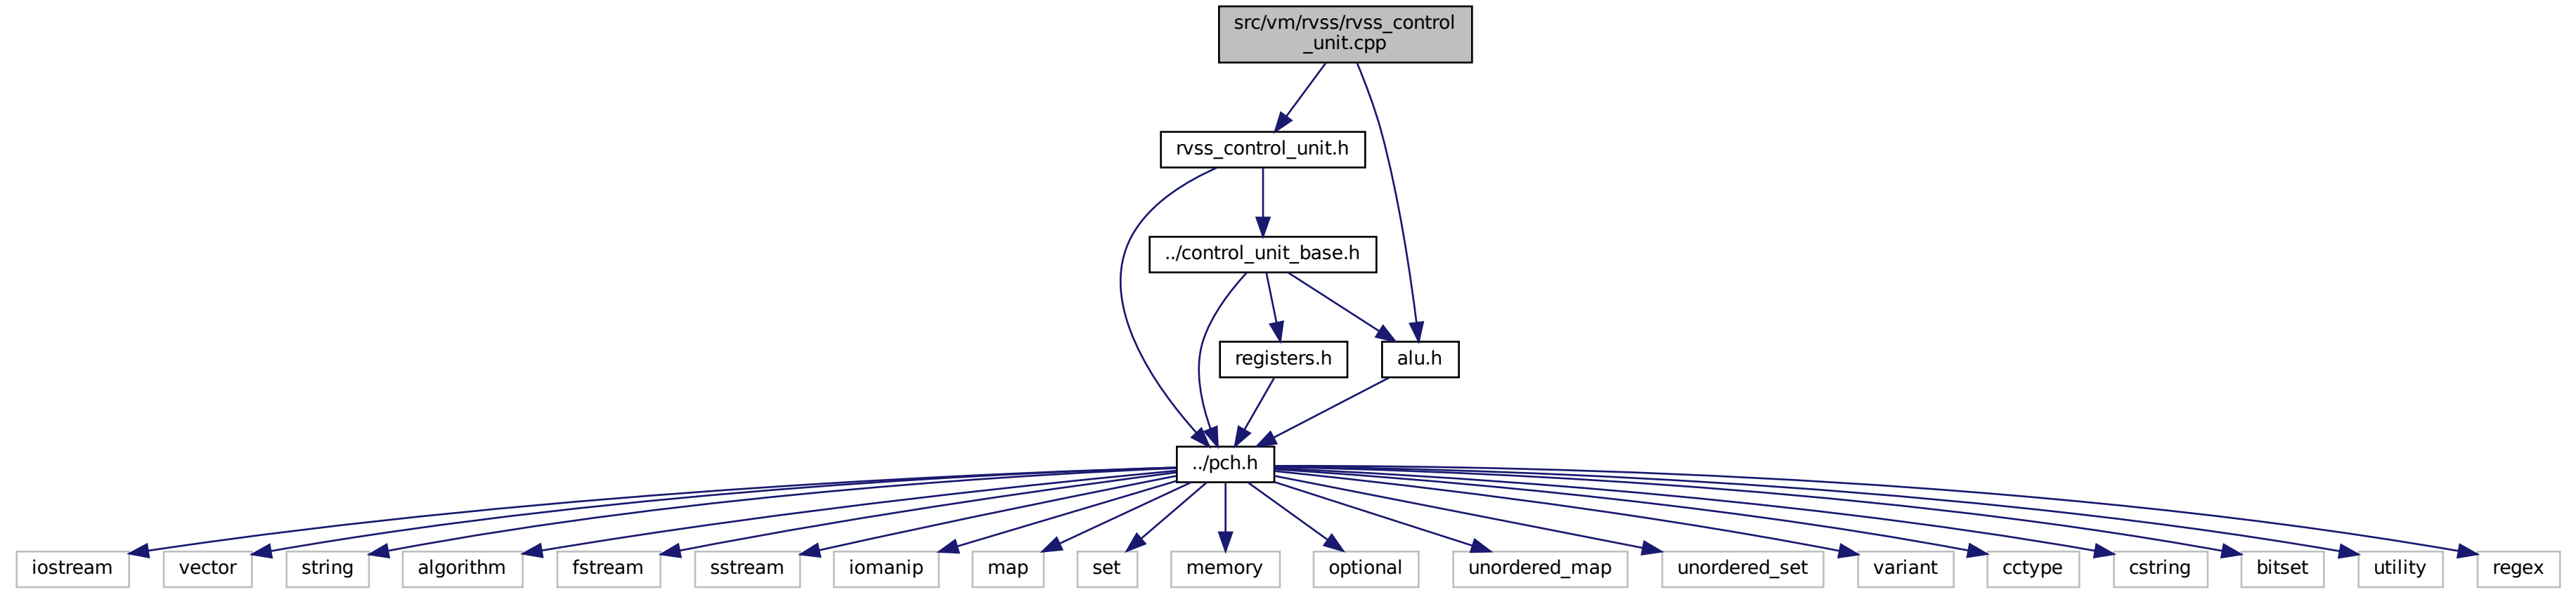 src/vm/rvss/rvss_control
_unit.cpp
rvss_control_unit.h
../control_unit_base.h
registers.h
alu.h
../pch.h
iostream
vector
string
algorithm
fstream
sstream
iomanip
map
set
memory
optional
unordered_map
unordered_set
variant
cctype
cstring
bitset
utility
regex